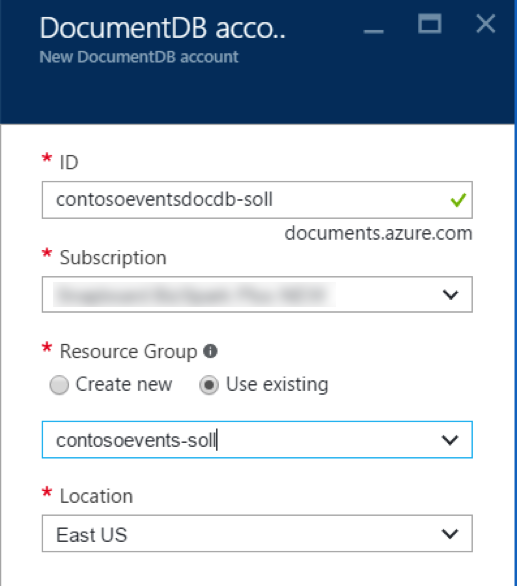 DocumentDB acco..
New DocumentDB account
* ID
contosoeventsdocdb-soll
documents.azure.com
* Subscription
* Resource Group
Create new Use existing
contosoevents-soll
* Location
East US